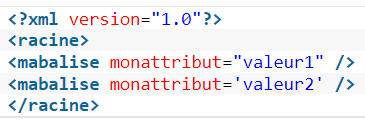 <?xml version="1.0"?>
<racine>
<mabalise monattribut="valeur1" />
<mabalise monattribut='valeur2' />
</racine>